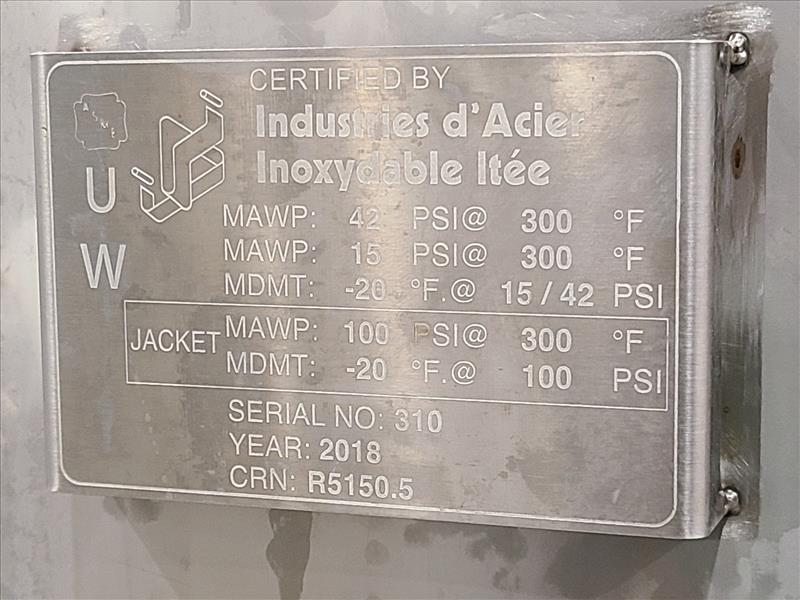 CERTIFIED BY
ASME
Industries d'Acier
Inoxydable ltée
U
W
MAWP: 42 PSI@ 300 °F
MAWP: 15 PSI@ 300 °F
MDMT: -20 °F.@ 15 / 42 PSI
JACKET
MAWP: 100 PSI@ 300 °F
MDMT: -20 °F.@ 100 PSI
SERIAL NO: 310
YEAR: 2018
CRN: R5150.5